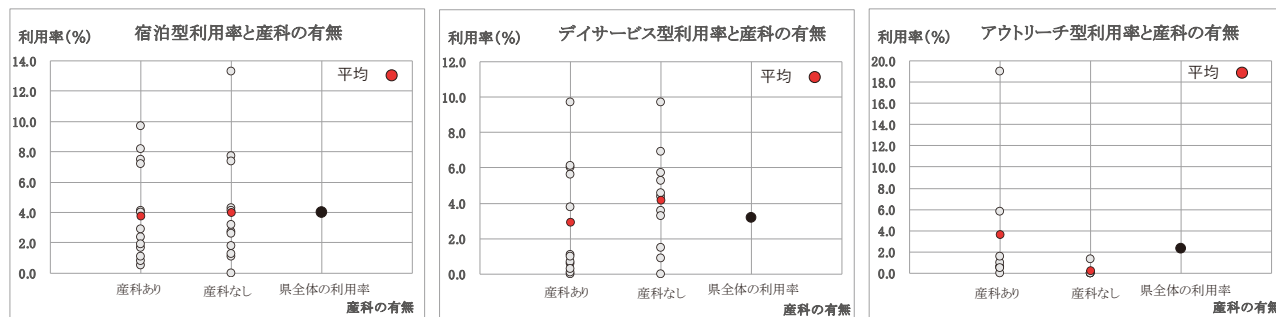 宿泊型利用率と産科の有無
利用率(%)
平均
14.0
12.0
10.0
8.0
6.0
4.0
2.0
0.0
産科あり
産科なし
県全体の利用率
産科の有無
デイサービス型利用率と産科の有無
利用率(%)
平均
12.0
10.0
8.0
6.0
4.0
2.0
0.0
産科あり
産科なし
県全体の利用率
産科の有無
アウトリーチ型利用率と産科の有無
利用率(%)
平均
20.0
18.0
16.0
14.0
12.0
10.0
8.0
6.0
4.0
2.0
0.0
産科あり
産科なし
県全体の利用率
産科の有無